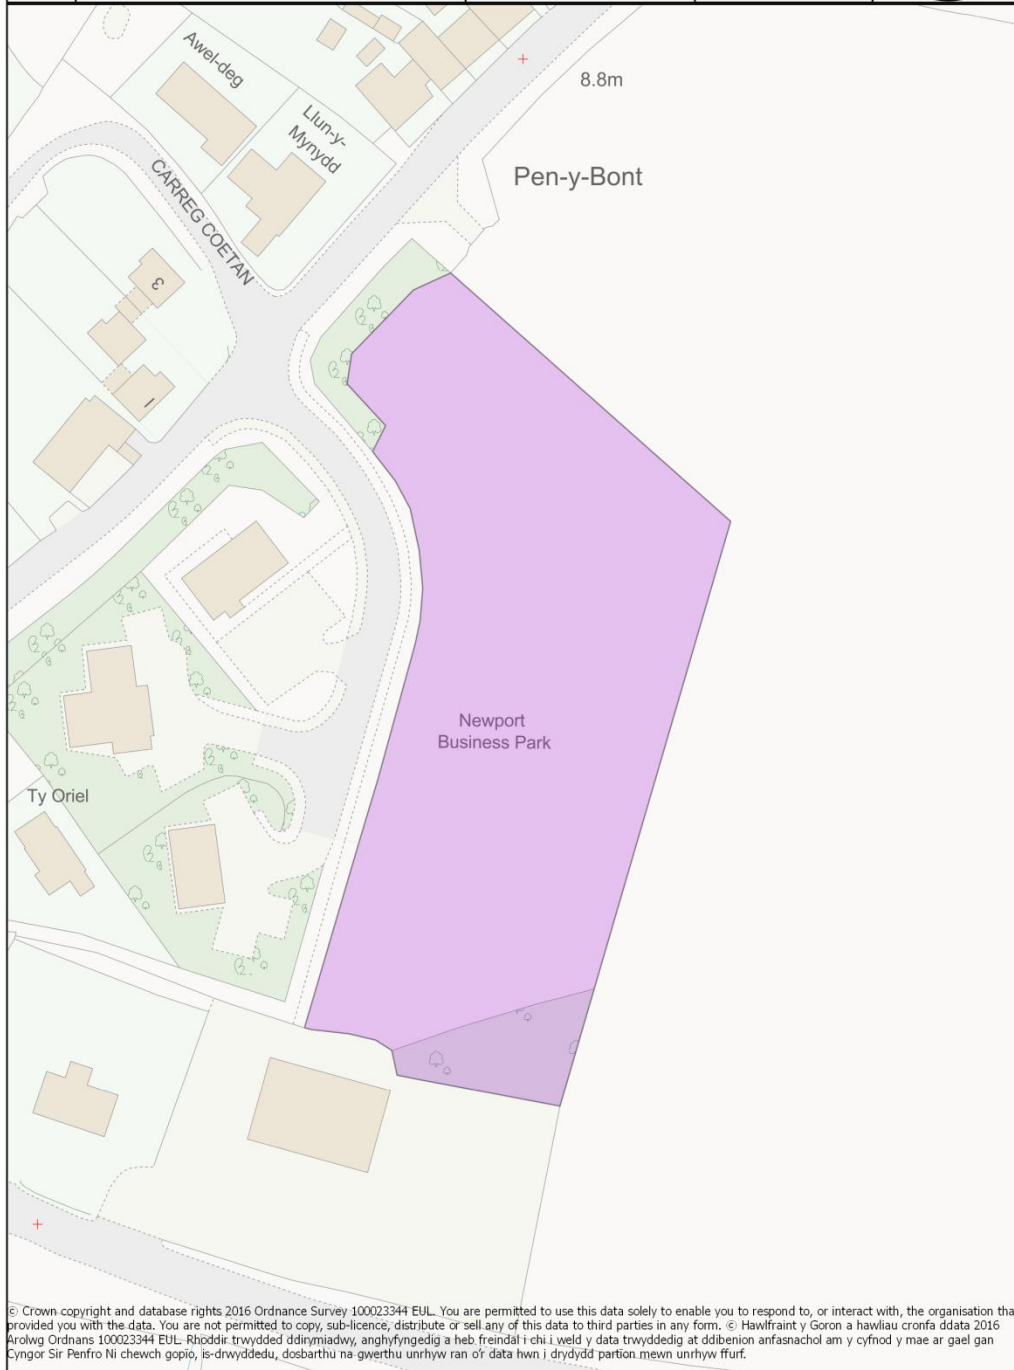 Awel-deg
8.8m
Llun-y-
Mynydd
Pen-y-Bont
CARREG COETAN
3
1
Newport
Business Park
Ty Oriel
© Crown copyright and database rights 2016 Ordnance Survey 100023344 EUL. You are permitted to use this data solely to enable you to respond to, or interact with, the organisation tha
provided you with the data. You are not permitted to copy, sub-licence, distribute or sell any of this data to third parties in any form. © Hawlfraint y Goron a hawliau cronfa ddata 2016
Arolwg Ordnans 100023344 EUL. Rhoddir trwydded ddirymiadwy, anghyfyngedig a heb freindal i chi i weld y data trwyddedig at ddibenion anfasnachol am y cyfnod y mae ar gael gan
Cyngor Sir Penfro Ni chewch gopïo, is-drwyddedu, dosbarthu na gwerthu unrhyw ran o'r data hwn i drydydd partïon mewn unrhyw ffurf.